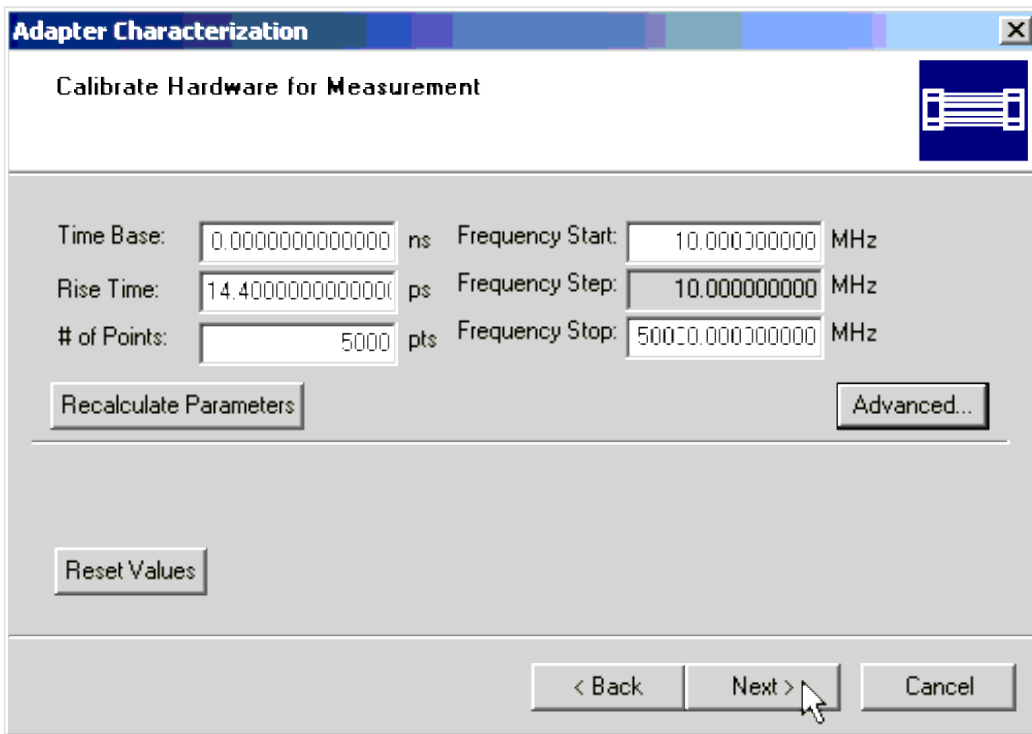 Adapter Characterization
Calibrate Hardware for Measurement
Time Base: 0.0000000000000 ns Frequency Start: 10.000000000 MHz
Rise Time: 14.4000000000000 ps Frequency Step: 10.000000000 MHz
# of Points: 5000 pts Frequency Stop: 50000.000000000 MHz
Recalculate Parameters Advanced...
Reset Values
< Back Next > Cancel